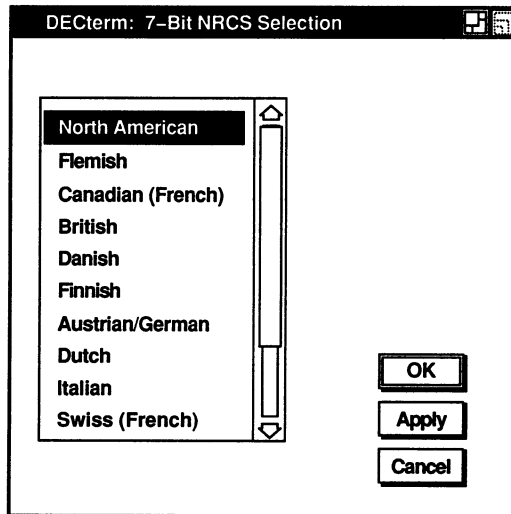 DECterm: 7-Bit NRCS Selection
North American
Flemish
Canadian (French)
British
Danish
Finnish
Austrian/German
Dutch
Italian
Swiss (French)
OK
Apply
Cancel